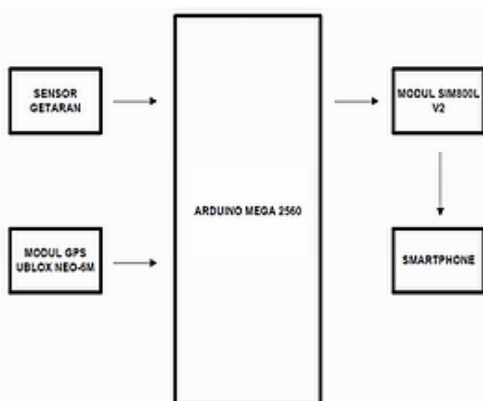 SENSOR
GETARAN
MODUL SIM800L
V2
ARDUINO MEGA 2560
MODUL GPS
UBLOX NEO-6M
SMARTPHONE